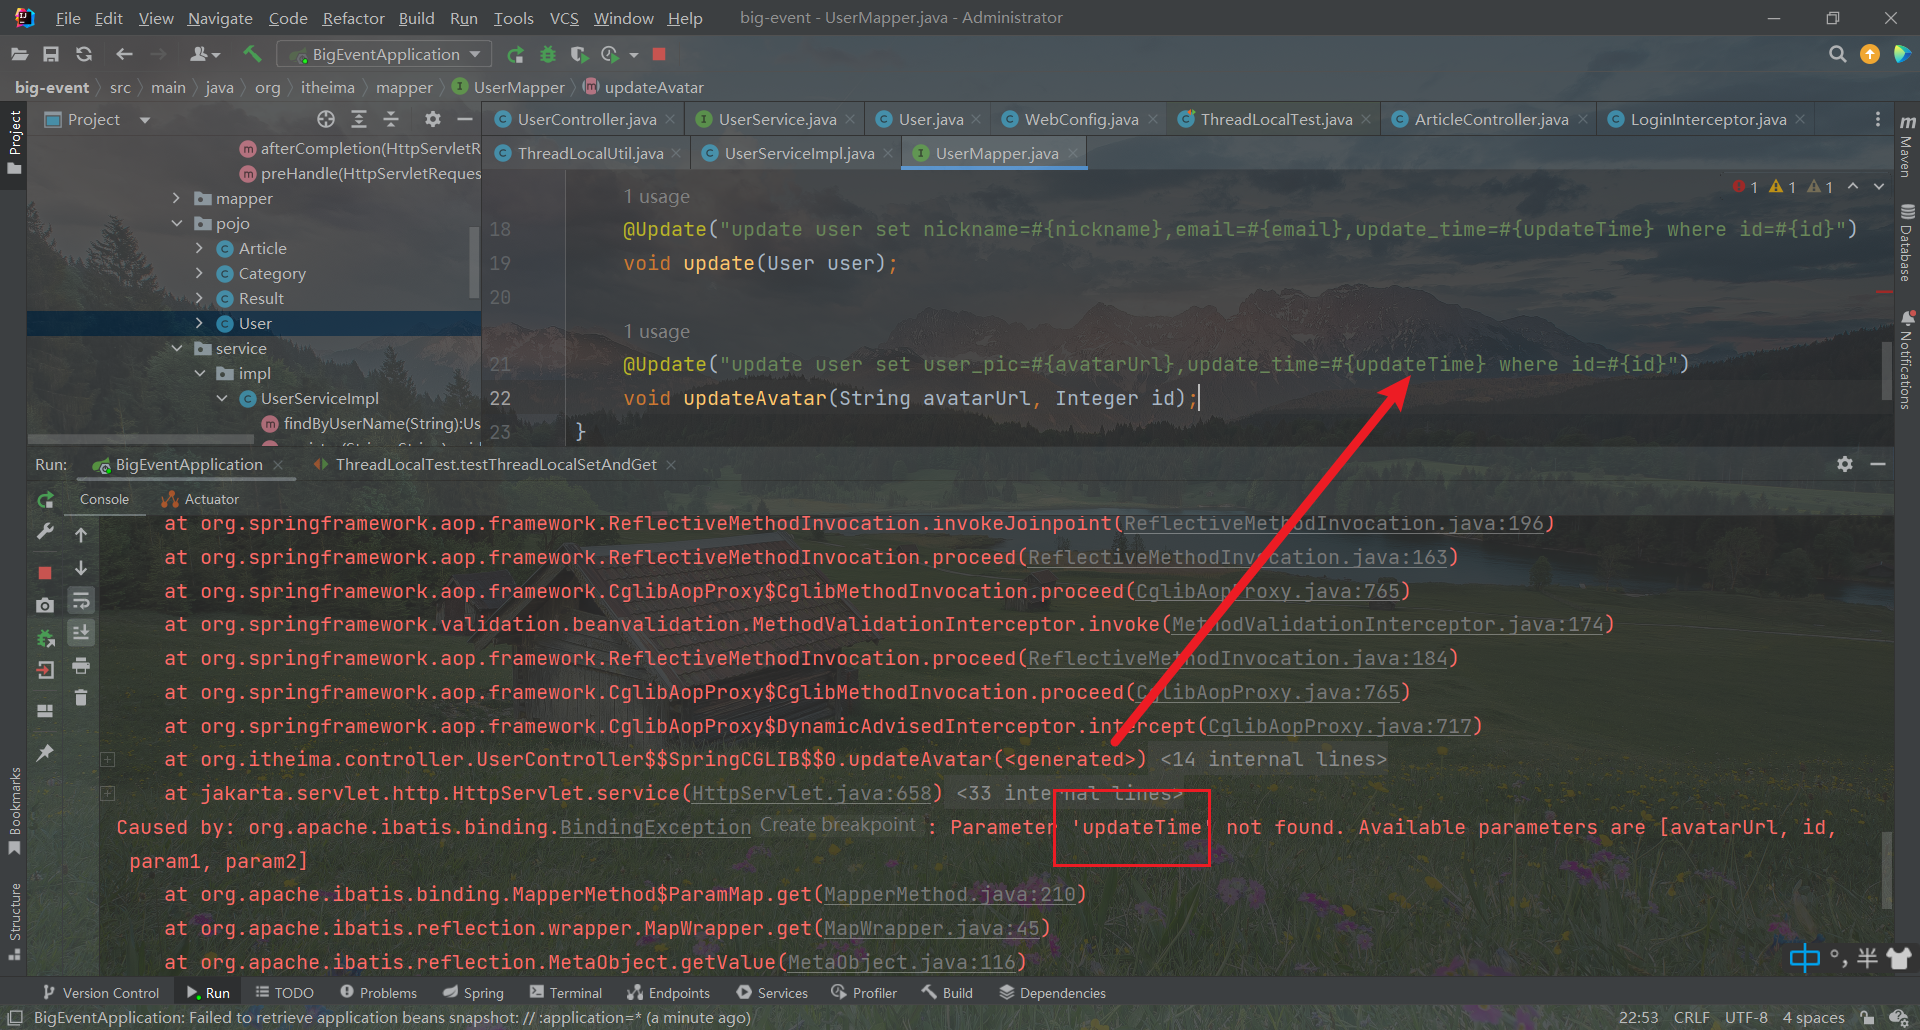 File Edit View Navigate Code Refactor Build Run Tools VCS Window Help big-event - UserMapper.java - Administrator
BigEventApplication
big-event src main java org itheima mapper UserMapper updateAvatar
Project
Project
afterCompletion(HttpServletR
preHandle(HttpServletReques
mapper
pojo
Article
Category
Result
User
service
impl
UserServiceImpl
findByUserName(String):Us
UserController.java UserService.java User.java WebConfig.java ThreadLocalTest.java ArticleController.java LoginInterceptor.java
ThreadLocalUtil.java UserServiceImpl.java UserMapper.java
1 1 1
1 usage
18 @Update("update user set nickname=#{nickname},email=#{email},update_time=#{updateTime} where id=#{id}")
19 void update(User user);
20
1 usage
21 @Update("update user set user_pic=#{avatarUrl},update_time=#{updateTime} where id=#{id}")
22 void updateAvatar(String avatarUrl, Integer id);
23 }
m Maven
Database
Notifications
Run: BigEventApplication ThreadLocalTest.testThreadLocalSetAndGet
Console Actuator
at org.springframework.aop.framework.ReflectiveMethodInvocation.invokeJoinpoint(ReflectiveMethodInvocation.java:196)
at org.springframework.aop.framework.ReflectiveMethodInvocation.proceed(ReflectiveMethodInvocation.java:163)
at org.springframework.aop.framework.CglibAopProxy$CglibMethodInvocation.proceed(CglibAopProxy.java:765)
at org.springframework.validation.beanvalidation.MethodValidationInterceptor.invoke(MethodValidationInterceptor.java:174)
at org.springframework.aop.framework.ReflectiveMethodInvocation.proceed(ReflectiveMethodInvocation.java:184)
at org.springframework.aop.framework.CglibAopProxy$CglibMethodInvocation.proceed(CglibAopProxy.java:765)
at org.springframework.aop.framework.CglibAopProxy$DynamicAdvisedInterceptor.intercept(CglibAopProxy.java:717)
at org.itheima.controller.UserController$$SpringCGLIB$$0.updateAvatar(<generated>) <14 internal lines>
at jakarta.servlet.http.HttpServlet.service(HttpServlet.java:658) <33 internal lines>
Caused by: org.apache.ibatis.binding.BindingException Create breakpoint : Parameter 'updateTime' not found. Available parameters are [avatarUrl, id,
param1, param2]
at org.apache.ibatis.binding.MapperMethod$ParamMap.get(MapperMethod.java:210)
at org.apache.ibatis.reflection.wrapper.MapWrapper.get(MapWrapper.java:45)
at org.apache.ibatis.reflection.MetaObject.getValue(MetaObject.java:116)
Bookmarks
Structure
中 °, 半
Version Control Run TODO Problems Spring Terminal Endpoints Services Profiler Build Dependencies
BigEventApplication: Failed to retrieve application beans snapshot: // :application=* (a minute ago) 22:53 CRLF UTF-8 4 spaces